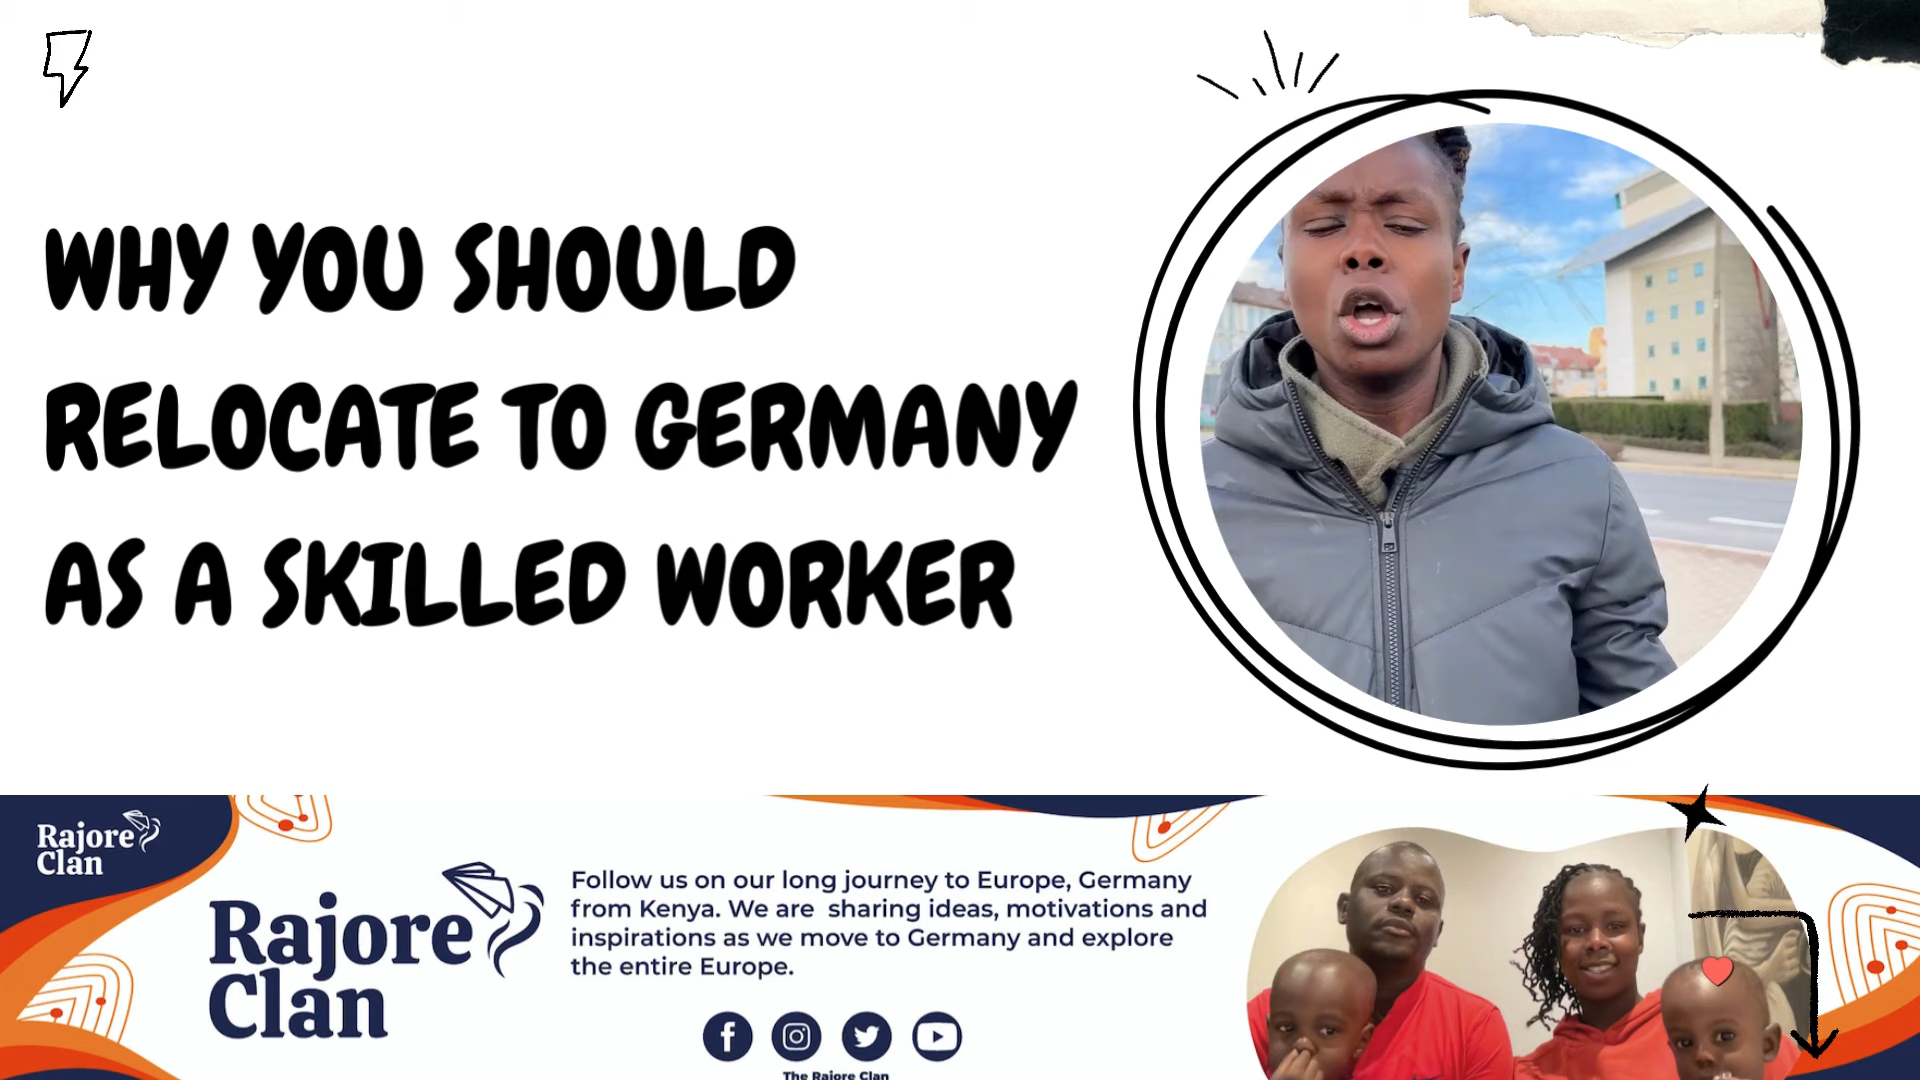 WHY YOU SHOULD
RELOCATE TO GERMANY
AS A SKILLED WORKER
Rajore
Clan
Rajore
Clan
Follow us on our long journey to Europe, Germany
from Kenya. We are sharing ideas, motivations and
inspirations as we move to Germany and explore
the entire Europe.
The Rajore Clan